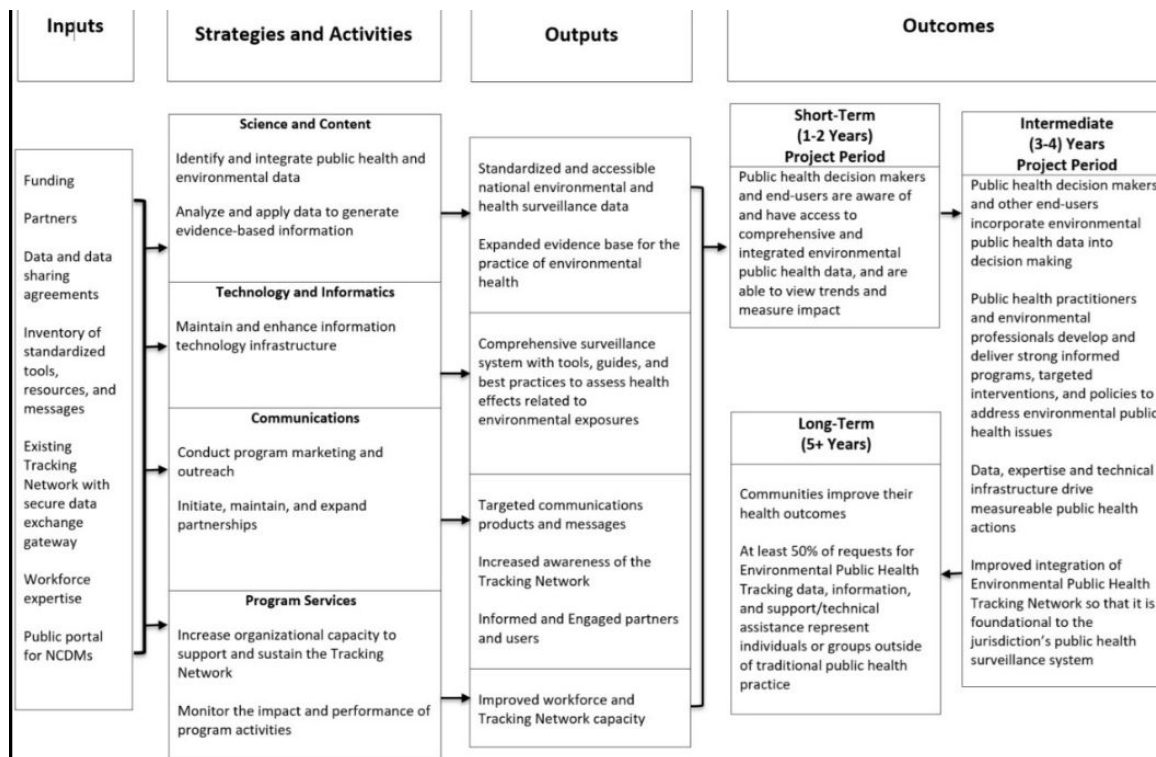 Inputs
Strategies and Activities
Outputs
Outcomes
Funding
Partners
Data and data
sharing
agreements
Inventory of
standardized
tools,
resources, and
messages
Existing
Tracking
Network with
secure data
exchange
gateway
Workforce
expertise
Public portal
for NCDMs
Science and Content
Identify and integrate public health and
environmental data
Analyze and apply data to generate
evidence-based information
Technology and Informatics
Maintain and enhance information
technology infrastructure
Communications
Conduct program marketing and
outreach
Initiate, maintain, and expand
partnerships
Program Services
Increase organizational capacity to
support and sustain the Tracking
Network
Monitor the impact and performance of
program activities
Standardized and accessible
national environmental and
health surveillance data
Expanded evidence base for the
practice of environmental
health
Comprehensive surveillance
system with tools, guides, and
best practices to assess health
effects related to
environmental exposures
Targeted communications
products and messages
Increased awareness of the
Tracking Network
Informed and Engaged partners
and users
Improved workforce and
Tracking Network capacity
Short-Term
(1-2 Years)
Project Period
Public health decision makers
and end-users are aware of
and have access to
comprehensive and
integrated environmental
public health data, and are
able to view trends and
measure impact
Intermediate
(3-4) Years
Project Period
Public health decision makers
and other end-users
incorporate environmental
public health data into
decision making
Public health practitioners
and environmental
professionals develop and
deliver strong informed
programs, targeted
interventions, and policies to
address environmental public
health issues
Data, expertise and technical
infrastructure drive
measureable public health
actions
Improved integration of
Environmental Public Health
Tracking Network so that it is
foundational to the
jurisdiction's public health
surveillance system
Long-Term
(5+ Years)
Communities improve their
health outcomes
At least 50% of requests for
Environmental Public Health
Tracking data, information,
and support/technical
assistance represent
individuals or groups outside
of traditional public health
practice